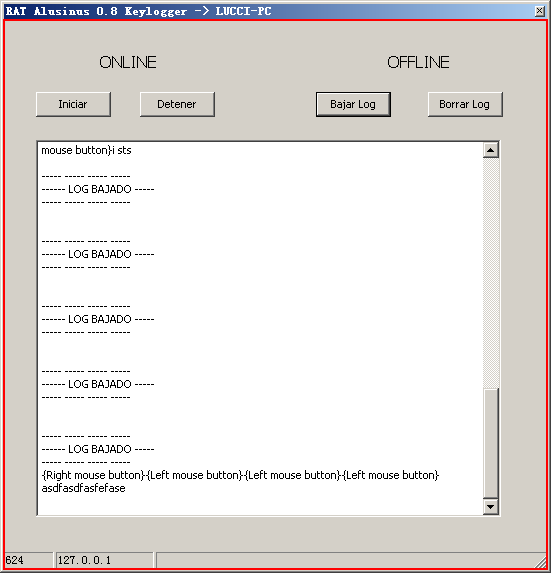 RAT Alusinus 0.8 Keylogger -> LUCCI-PC
ONLINE
OFFLINE
Iniciar
Detener
Bajar Log
Borrar Log
mouse button}i sts
----- ----- ----- -----
------ LOG BAJADO -----
----- ----- ----- -----
----- ----- ----- -----
------ LOG BAJADO -----
----- ----- ----- -----
----- ----- ----- -----
------ LOG BAJADO -----
----- ----- ----- -----
----- ----- ----- -----
------ LOG BAJADO -----
----- ----- ----- -----
----- ----- ----- -----
------ LOG BAJADO -----
----- ----- ----- -----
{Right mouse button}{Left mouse button}{Left mouse button}{Left mouse button}
asdfasdfasfefase
624
127.0.0.1